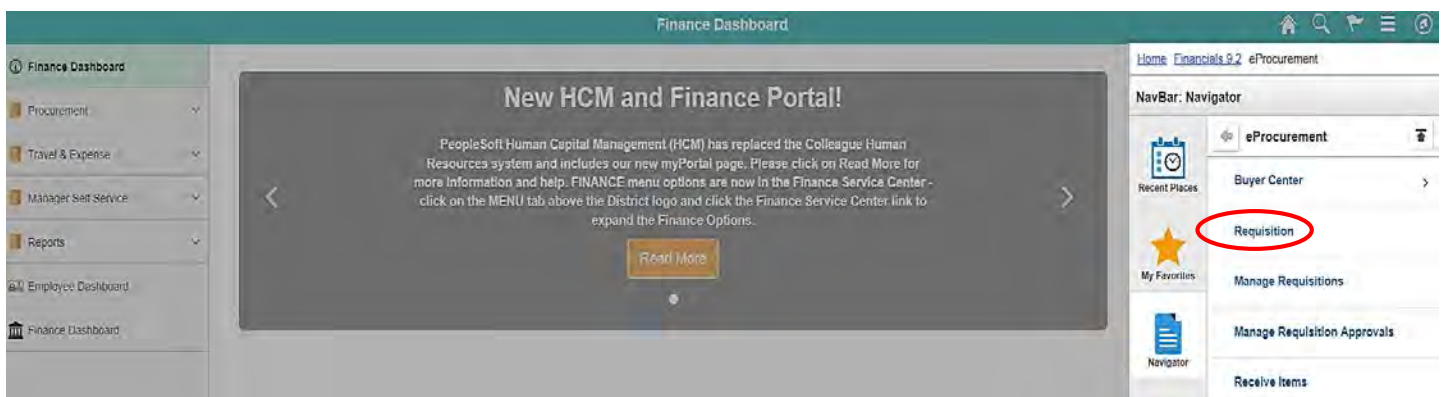 Finance Dashboard
Finance Dashboard
Procurement
Travel & Expense
Manager Self Service
Reports
Employee Dashboard
Finance Dashboard
New HCM and Finance Portal!
PeopleSoft Human Capital Management (HCM) has replaced the Colleague Human
Resources system and includes our new myPortal page. Please click on Read More for
more information and help. FINANCE menu options are now in the Finance Service Center -
click on the MENU tab above the District logo and click the Finance Service Center link to
expand the Finance Options.
Read More
Home Financials 9.2 eProcurement
NavBar: Navigator
Recent Places
My Favorites
Navigator
eProcurement
Buyer Center
Requisition
Manage Requisitions
Manage Requisition Approvals
Receive Items